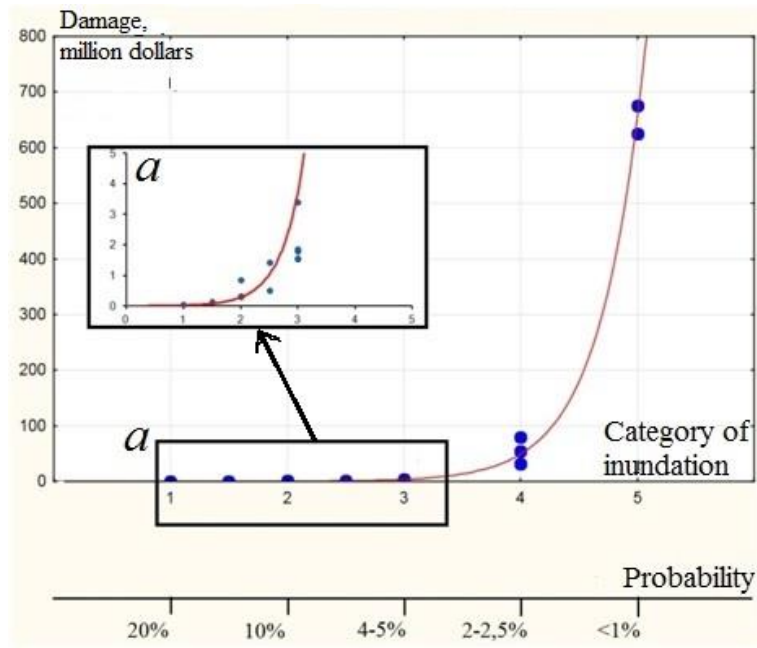 Damage,
million dollars
800
700
600
500
400
300
200
100
0
a
5
4
3
2
1
0
0 1 2 3 4 5
a
Category of
inundation
1 2 3 4 5
Probability
20% 10% 4-5% 2-2,5% <1%